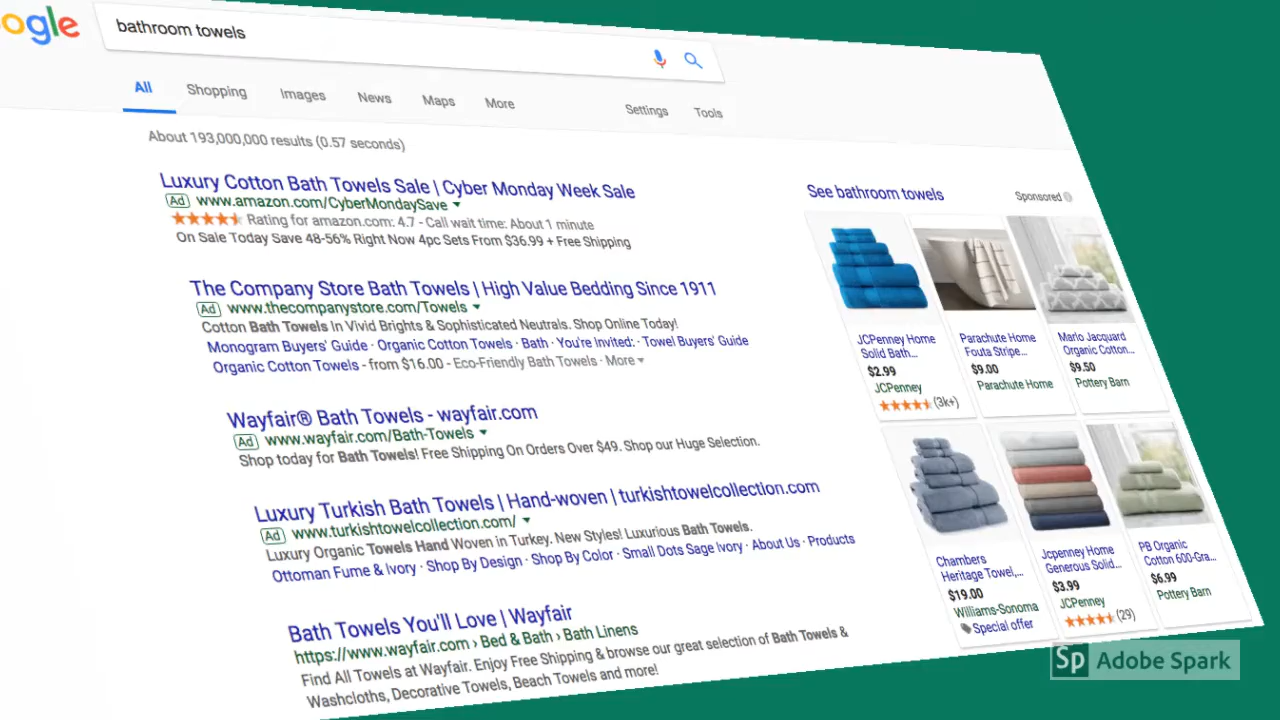 ogle
bathroom towels
All Shopping Images News Maps More Settings Tools
About 193,000,000 results (0.57 seconds)
Luxury Cotton Bath Towels Sale | Cyber Monday Week Sale
Ad www.amazon.com/CyberMondaySave
Rating for amazon.com: 4.7 - Call wait time: About 1 minute
On Sale Today Save 48-56% Right Now 4pc Sets From $36.99 + Free Shipping
The Company Store Bath Towels | High Value Bedding Since 1911
Ad www.thecompanystore.com/Towels
Cotton Bath Towels In Vivid Brights & Sophisticated Neutrals. Shop Online Today!
Monogram Buyers' Guide · Organic Cotton Towels · Bath · You're Invited: · Towel Buyers' Guide
Organic Cotton Towels - from $16.00 - Eco-Friendly Bath Towels · More
Wayfair® Bath Towels - wayfair.com
Ad www.wayfair.com/Bath-Towels
Shop today for Bath Towels! Free Shipping On Orders Over $49. Shop our Huge Selection.
Luxury Turkish Bath Towels | Hand-woven | turkishtowelcollection.com
Ad www.turkishtowelcollection.com/
Luxury Organic Towels Hand Woven in Turkey. New Styles! Luxurious Bath Towels.
Ottoman Fume & Ivory · Shop By Design · Shop By Color · Small Dots Sage Ivory · About Us · Products
Bath Towels You'll Love | Wayfair
https://www.wayfair.com › Bed & Bath › Bath Linens
Find All Towels at Wayfair. Enjoy Free Shipping & browse our great selection of Bath Towels &
Washcloths, Decorative Towels, Beach Towels and more!
See bathroom towels Sponsored
JCPenney Home
Solid Bath...
$2.99
JCPenney
(3k+)
Parachute Home
Fouta Stripe...
$9.00
Parachute Home
Marlo Jacquard
Organic Cotton...
$9.50
Pottery Barn
Chambers
Heritage Towel,...
$19.00
Williams-Sonoma
Special offer
Jcpenney Home
Generous Solid...
$3.99
JCPenney
(29)
PB Organic
Cotton 600-Gra...
$6.99
Pottery Barn
Sp Adobe Spark